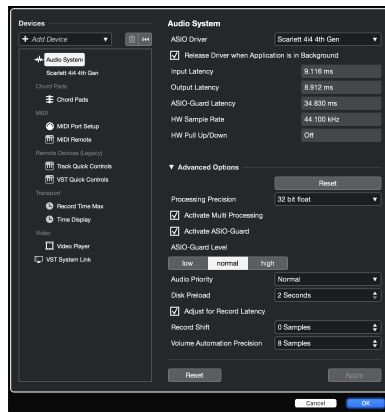 Devices
+ Add Device
Audio System
Scarlett 4i4 4th Gen
Chord Pads
Chord Pads
MIDI
MIDI Port Setup
MIDI Remote
Remote Devices (Legacy)
Track Quick Controls
VST Quick Controls
Transport
Record Time Max
Time Display
Video
Video Player
VST System Link
Audio System
ASIO Driver Scarlett 4i4 4th Gen
Release Driver when Application is in Background
Input Latency 9.116 ms
Output Latency 8.912 ms
ASIO-Guard Latency 34.830 ms
HW Sample Rate 44.100 kHz
HW Pull Up/Down Off
Advanced Options
Reset
Processing Precision 32 bit float
Activate Multi Processing
Activate ASIO-Guard
ASIO-Guard Level
low normal high
Audio Priority Normal
Disk Preload 2 Seconds
Adjust for Record Latency
Record Shift 0 Samples
Volume Automation Precision 8 Samples
Reset Apply
Cancel OK